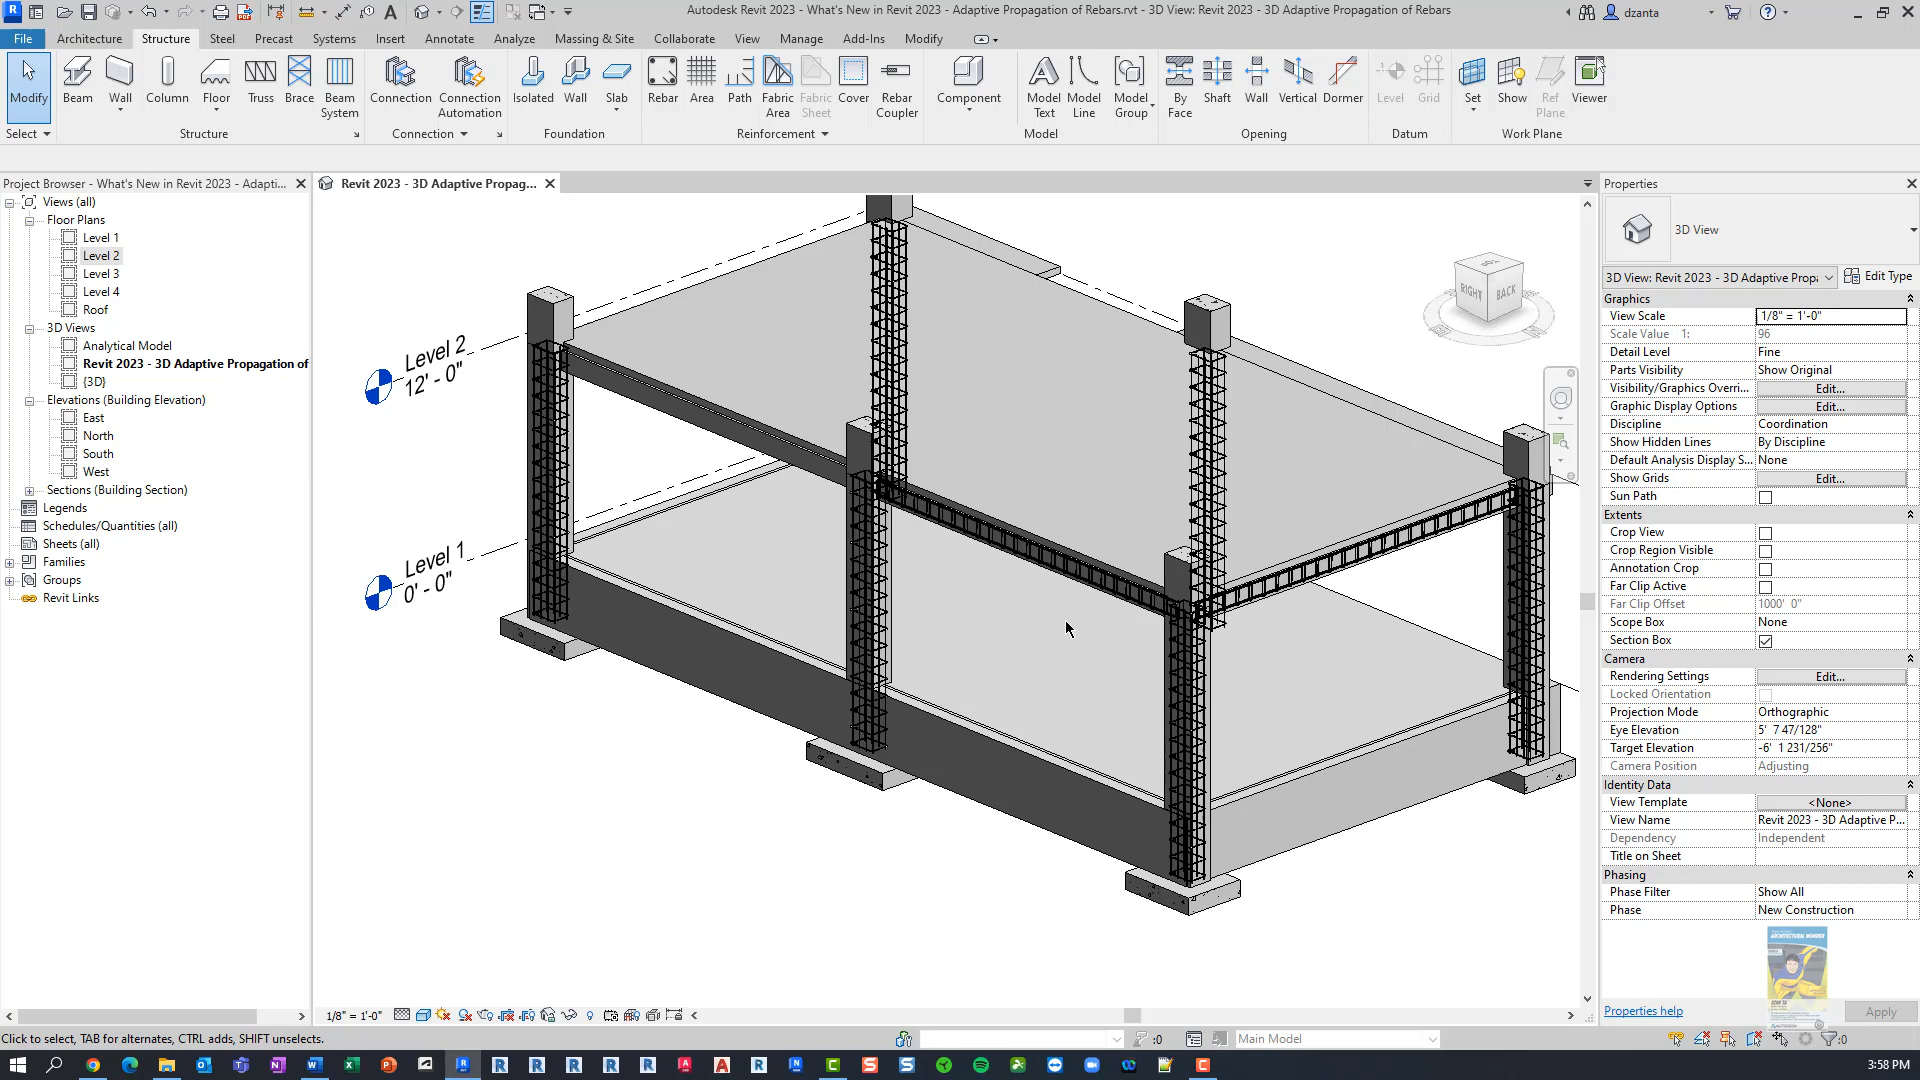 Autodesk Revit 2023 - What's New in Revit 2023 - Adaptive Propagation of Rebars.rvt - 3D View: Revit 2023 - 3D Adaptive Propagation of Rebars
dzanta
File Architecture Structure Steel Precast Systems Insert Annotate Analyze Massing & Site Collaborate View Manage Add-Ins Modify
Modify Beam Wall Column Floor Truss Brace Beam System Connection Connection Automation Isolated Wall Slab Rebar Area Path Fabric Area Fabric Sheet Cover Rebar Coupler Component Model Text Model Line Model Group By Face Shaft Wall Vertical Dormer Level Grid Set Show Ref Plane Viewer
Select Structure Connection Foundation Reinforcement Model Opening Datum Work Plane
Project Browser - What's New in Revit 2023 - Adapti...
Views (all)
Floor Plans
Level 1
Level 2
Level 3
Level 4
Roof
3D Views
Analytical Model
Revit 2023 - 3D Adaptive Propagation of
{3D}
Elevations (Building Elevation)
East
North
South
West
Sections (Building Section)
Legends
Schedules/Quantities (all)
Sheets (all)
Families
Groups
Revit Links
Revit 2023 - 3D Adaptive Propag...
Level 2
12' - 0"
Level 1
0' - 0"
RIGHT BACK
Properties
3D View
3D View: Revit 2023 - 3D Adaptive Propa
Edit Type
Graphics
View Scale 1/8" = 1'-0"
Scale Value 1: 96
Detail Level Fine
Parts Visibility Show Original
Visibility/Graphics Overri... Edit...
Graphic Display Options Edit...
Discipline Coordination
Show Hidden Lines By Discipline
Default Analysis Display S... None
Show Grids Edit...
Sun Path
Extents
Crop View
Crop Region Visible
Annotation Crop
Far Clip Active
Far Clip Offset 1000' 0"
Scope Box None
Section Box
Camera
Rendering Settings Edit...
Locked Orientation
Projection Mode Orthographic
Eye Elevation 5' 7 47/128"
Target Elevation -6' 1 231/256"
Camera Position Adjusting
Identity Data
View Template <None>
View Name Revit 2023 - 3D Adaptive P...
Dependency Independent
Title on Sheet
Phasing
Phase Filter Show All
Phase New Construction
ARCHITECTURAL WONDER
Properties help Apply
1/8" = 1'-0"
Click to select, TAB for alternates, CTRL adds, SHIFT unselects.
:0
Main Model
:0
3:58 PM